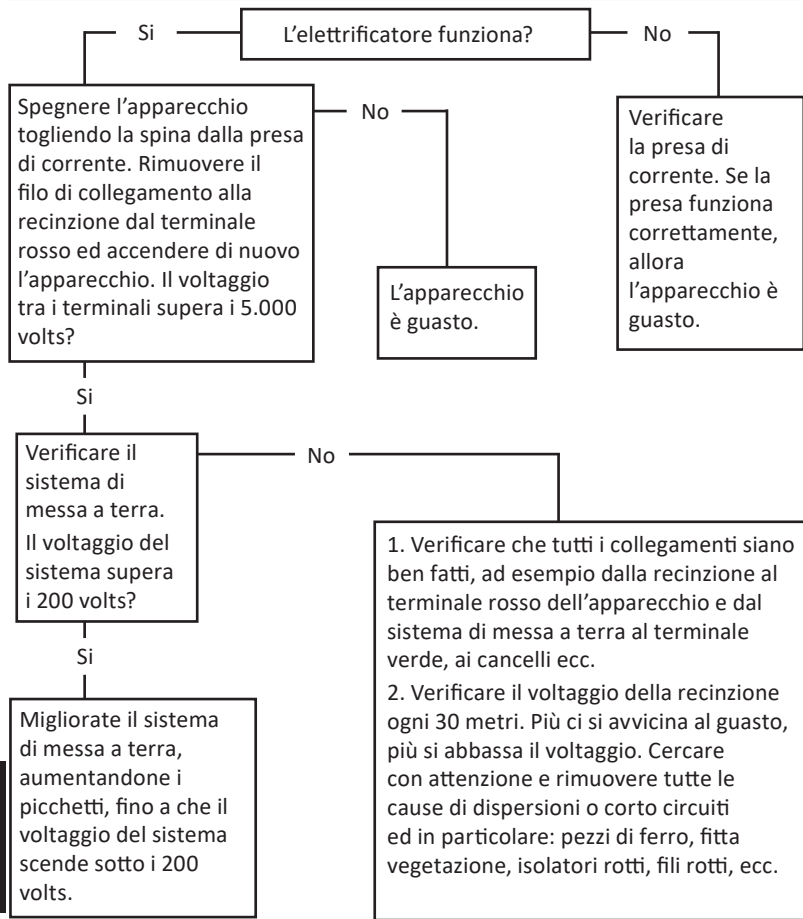 L'elettrificatore funziona?
Si
No
Spegnere l'apparecchio
togliendo la spina dalla presa
di corrente. Rimuovere il
filo di collegamento alla
recinzione dal terminale
rosso ed accendere di nuovo
l'apparecchio. Il voltaggio
tra i terminali supera i 5.000
volts?
No
L'apparecchio
è guasto.
Verificare
la presa di
corrente. Se la
presa funziona
correttamente,
allora
l'apparecchio è
guasto.
Si
Verificare il
sistema di
messa a terra.
Il voltaggio del
sistema supera
i 200 volts?
No
1. Verificare che tutti i collegamenti siano
ben fatti, ad esempio dalla recinzione al
terminale rosso dell'apparecchio e dal
sistema di messa a terra al terminale
verde, ai cancelli ecc.
2. Verificare il voltaggio della recinzione
ogni 30 metri. Più ci si avvicina al guasto,
più si abbassa il voltaggio. Cercare
con attenzione e rimuovere tutte le
cause di dispersioni o corto circuiti
ed in particolare: pezzi di ferro, fitta
vegetazione, isolatori rotti, fili rotti, ecc.
Si
Migliorate il sistema
di messa a terra,
aumentandone i
picchetti, fino a che il
voltaggio del sistema
scende sotto i 200
volts.